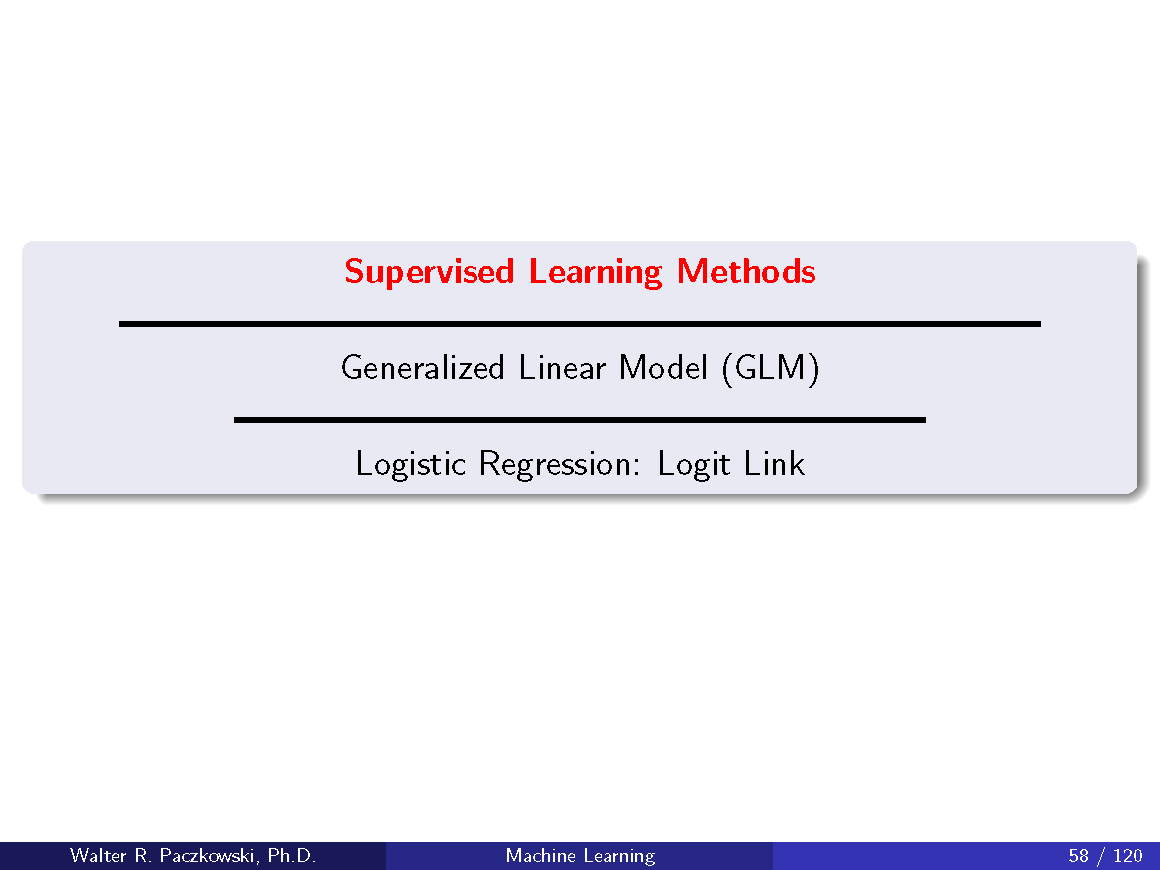 Supervised Learning Methods
Generalized Linear Model (GLM)
Logistic Regression: Logit Link
Walter R. Paczkowski, Ph.D. Machine Learning 58 / 120